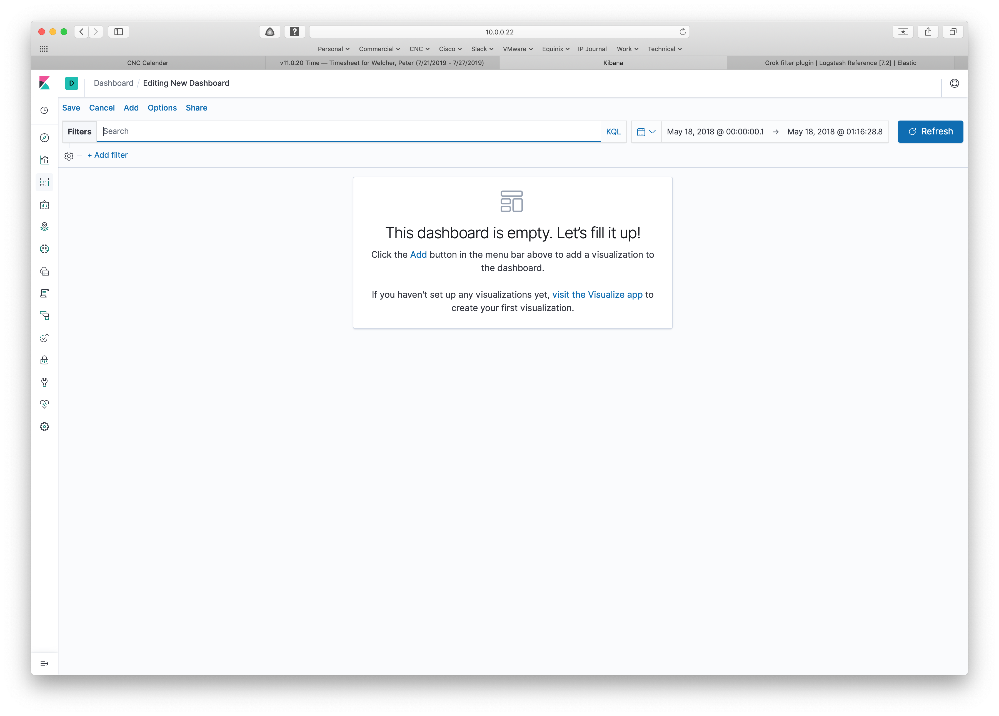 10.0.0.22
Personal Commercial CNC Cisco Slack VMware Equinix IP Journal Work Technical
CNC Calendar
v11.0.20 Time — Timesheet for Welcher, Peter (7/21/2019 - 7/27/2019)
Kibana
Grok filter plugin | Logstash Reference [7.2] | Elastic
D
Dashboard / Editing New Dashboard
Save Cancel Add Options Share
Filters Search KQL May 18, 2018 @ 00:00:00.1 → May 18, 2018 @ 01:16:28.8 Refresh
+ Add filter
This dashboard is empty. Let’s fill it up!
Click the Add button in the menu bar above to add a visualization to
the dashboard.
If you haven't set up any visualizations yet, visit the Visualize app to
create your first visualization.